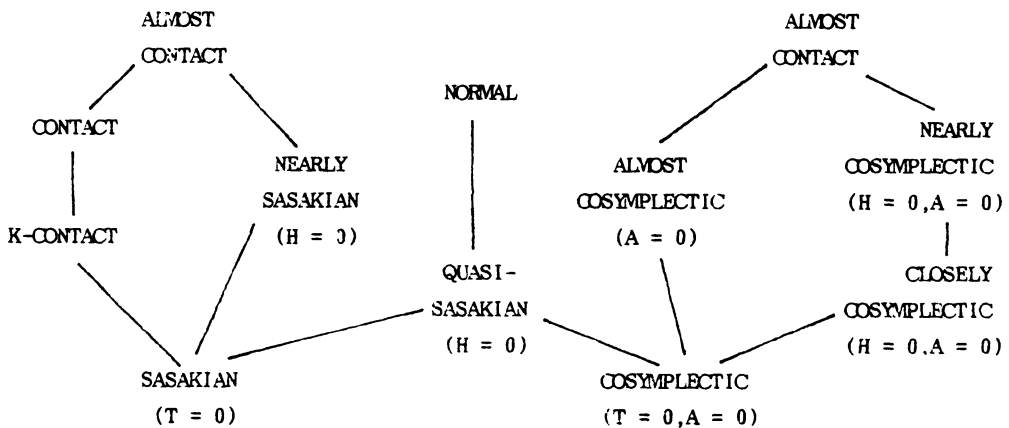 ALMOST
CONTACT
CONTACT
K-CONTACT
NEARLY
SASAKIAN
(H = 0)
SASAKIAN
(T = 0)
NORMAL
QUASI-
SASAKIAN
(H = 0)
ALMOST
CONTACT
ALMOST
COSYMPLECTIC
(A = 0)
NEARLY
COSYMPLECTIC
(H = 0,A = 0)
CLOSELY
COSYMPLECTIC
(H = 0,A = 0)
COSYMPLECTIC
(T = 0,A = 0)